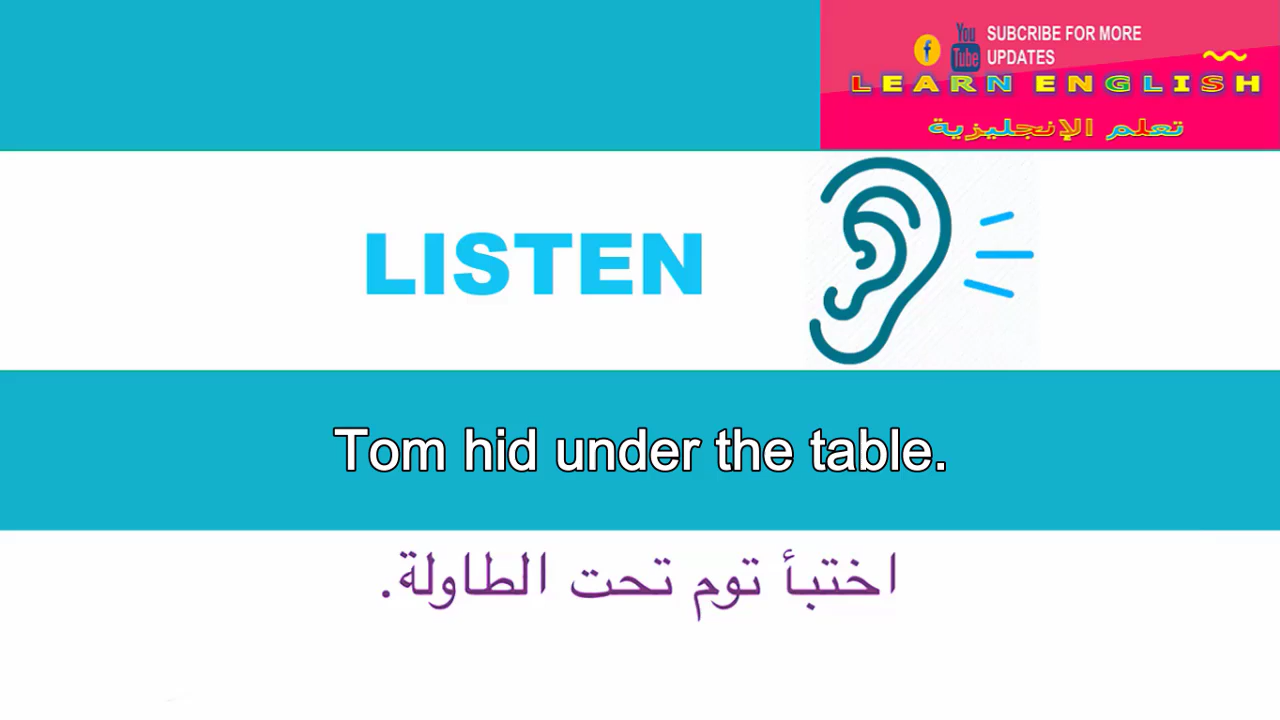 f You Tube SUBCRIBE FOR MORE
UPDATES
LEARN ENGLISH
تعلم الإنجليزية
LISTEN
Tom hid under the table.
اختبأ توم تحت الطاولة.